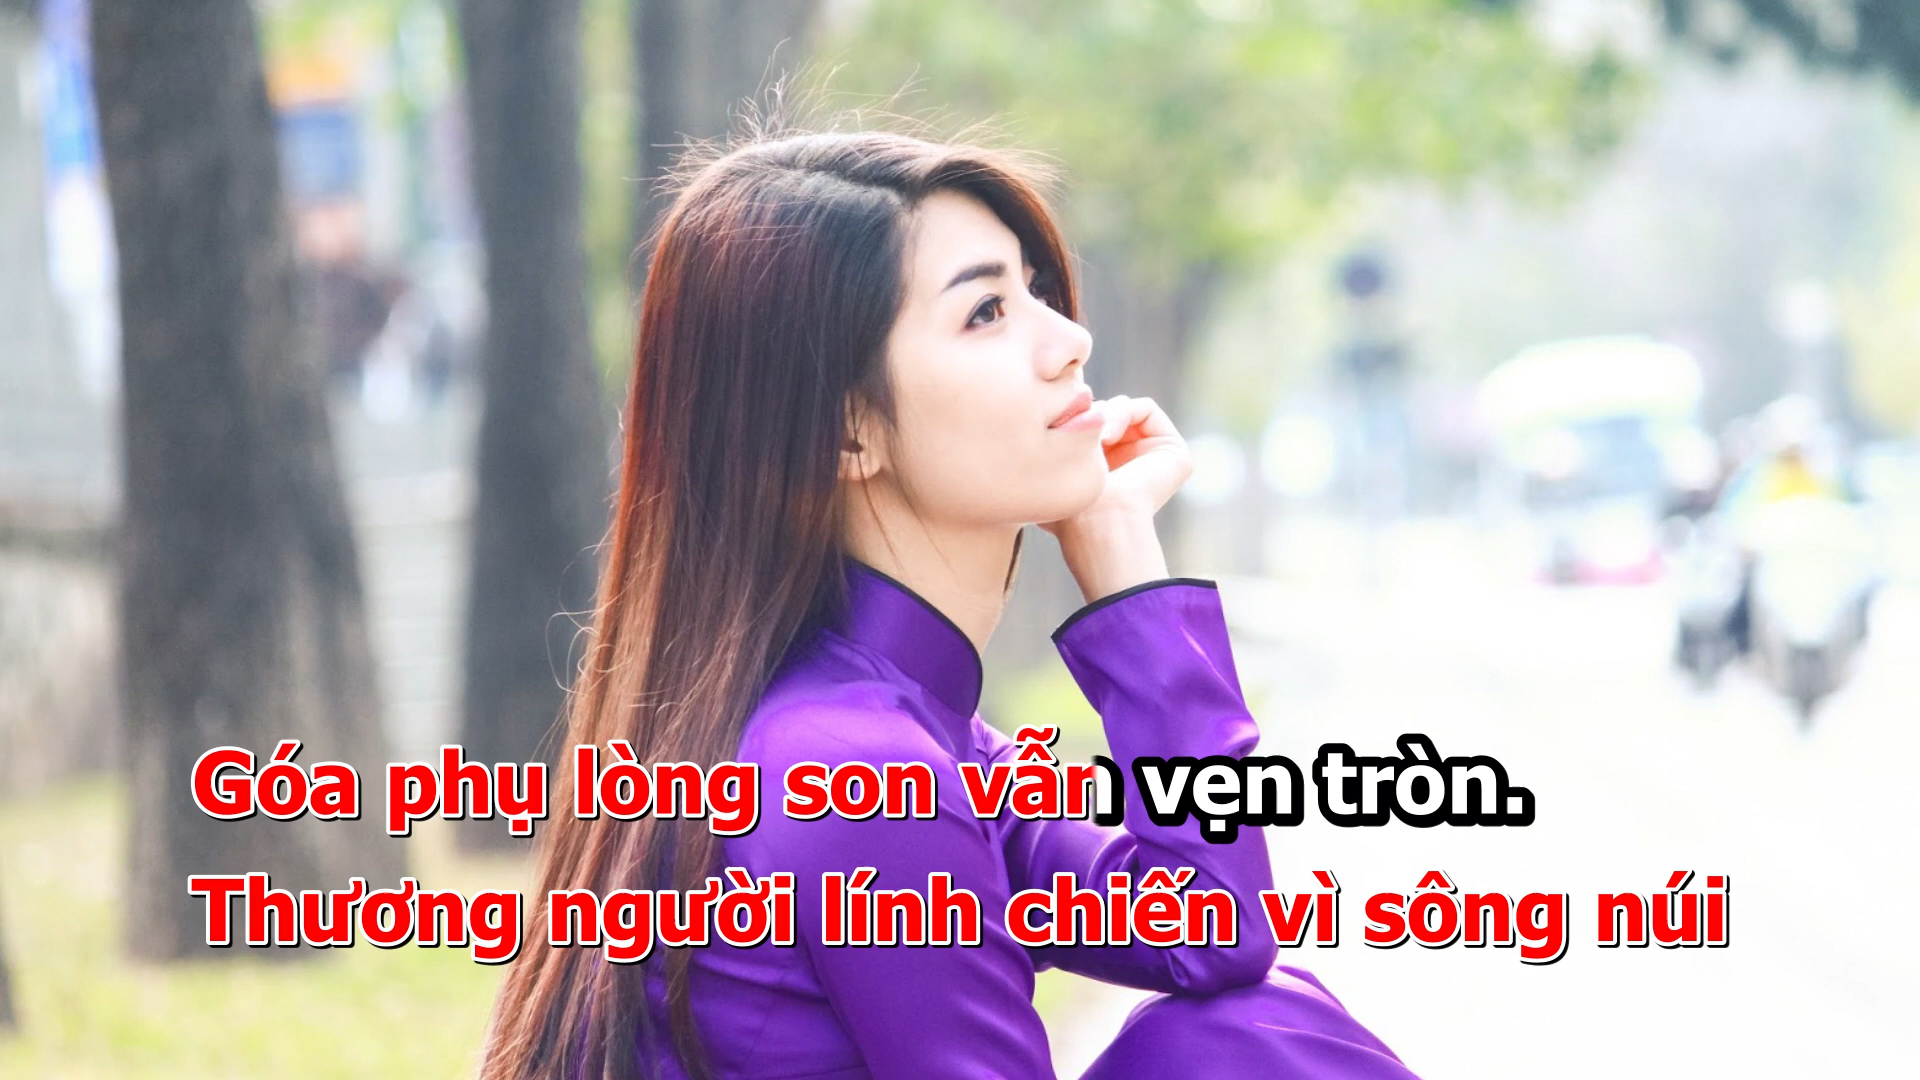 Góa phụ lòng son vẫn vẹn tròn.
Thương người lính chiến vì sông núi